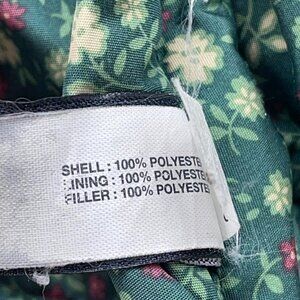 SHELL : 100% POLYESTE
LINING : 100% POLYESTE
FILLER : 100% POLYESTE